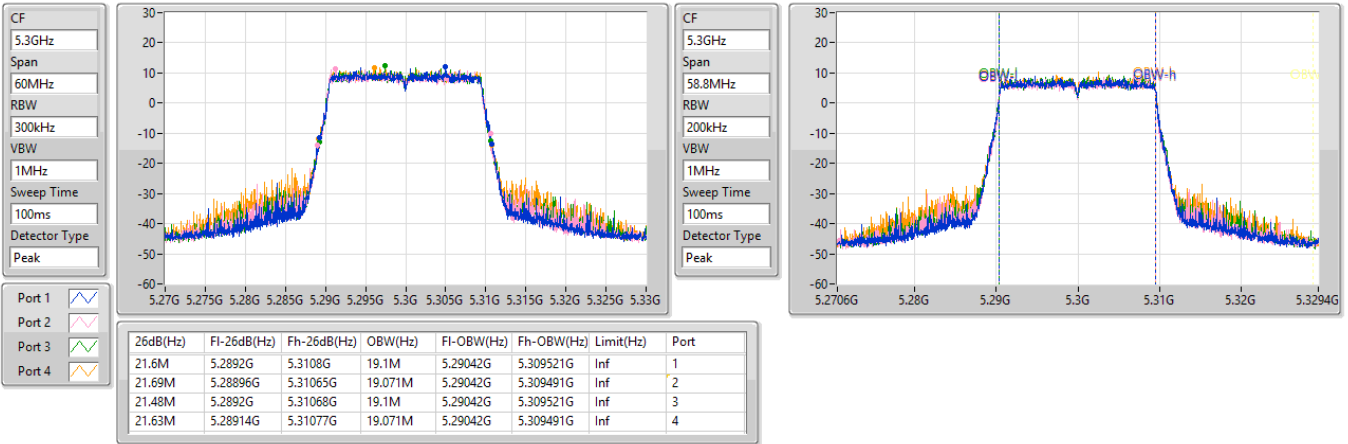 CF
5.3GHz
Span
60MHz
RBW
300kHz
VBW
1MHz
Sweep Time
100ms
Detector Type
Peak
30
20
10
0
-10
-20
-30
-40
-50
-60
5.27G 5.275G 5.28G 5.285G 5.29G 5.295G 5.3G 5.305G 5.31G 5.315G 5.32G 5.325G 5.33G
CF
5.3GHz
Span
58.8MHz
RBW
200kHz
VBW
1MHz
Sweep Time
100ms
Detector Type
Peak
30
20
10
0
-10
-20
-30
-40
-50
-60
OBW-l OBW-h OBW
5.2706G 5.28G 5.29G 5.3G 5.31G 5.32G 5.3294G
Port 1
Port 2
Port 3
Port 4
26dB(Hz) Fl-26dB(Hz) Fh-26dB(Hz) OBW(Hz) Fl-OBW(Hz) Fh-OBW(Hz) Limit(Hz) Port
21.6M 5.2892G 5.3108G 19.1M 5.29042G 5.309521G Inf 1
21.69M 5.28896G 5.31065G 19.071M 5.29042G 5.309491G Inf 2
21.48M 5.2892G 5.31068G 19.1M 5.29042G 5.309521G Inf 3
21.63M 5.28914G 5.31077G 19.071M 5.29042G 5.309491G Inf 4